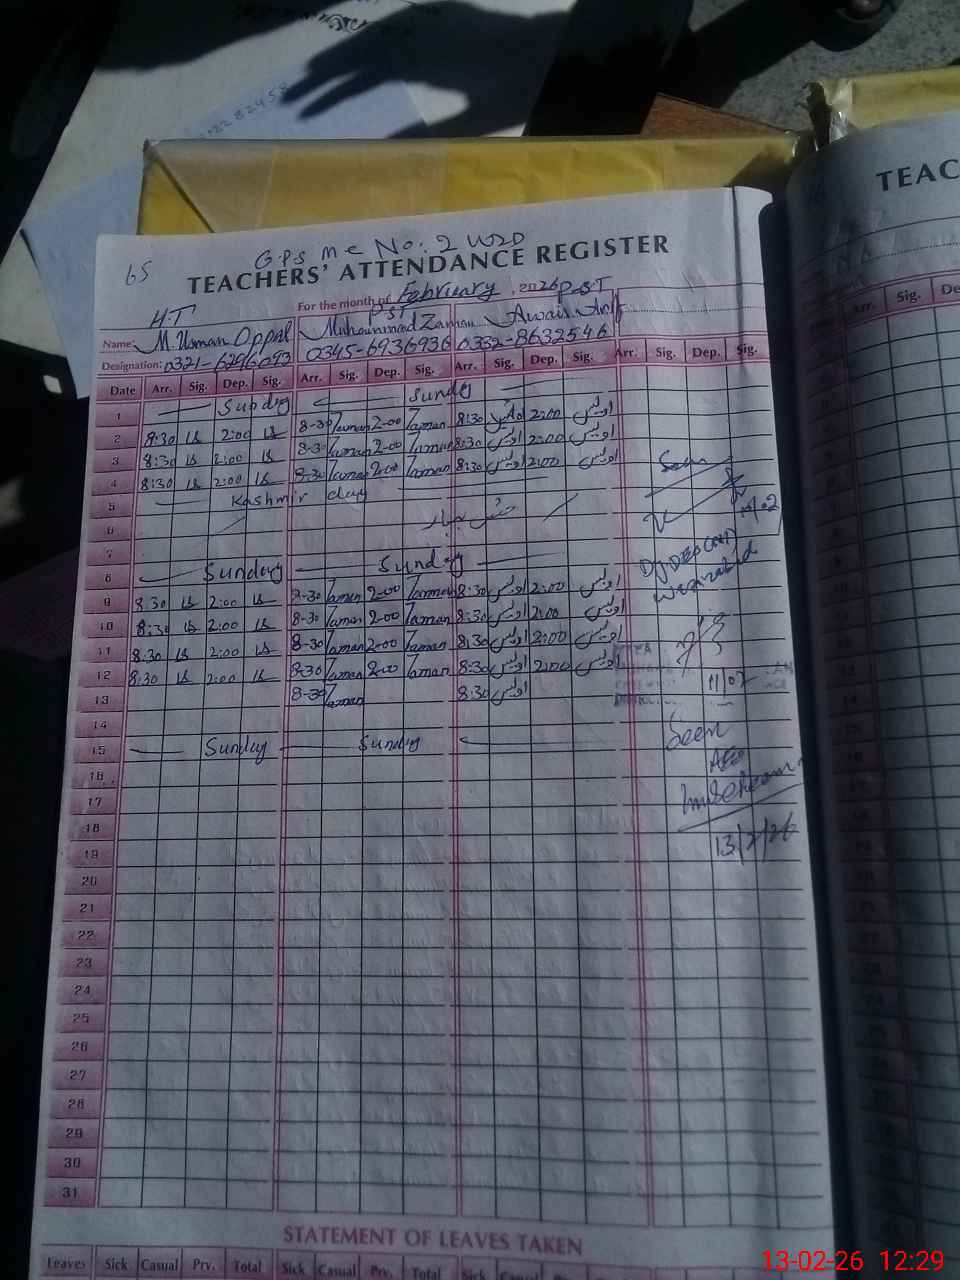 65 GPS MC No. 2 WZD
TEACHERS' ATTENDANCE REGISTER
TEAC
For the month of February, 2026
H.T PST P.S.T
Name: M. Usman Oppal Muhammad Zaman Awais Arif
Designation: 0321-6296093 0345-6936936 0332-8632546
Date Arr. Sig. Dep. Sig. Arr. Sig. Dep. Sig. Arr. Sig. Dep. Sig. Arr. Sig. Dep. Sig.
Arr. Sig. De
1 Sunday Sunday
2 8:30 2:00 8-30 Zaman 2-00 Zaman 8:30 اویس 2:00 اویس
3 8:30 2:00 8-30 Zaman 2-00 Zaman 8:30 اویس 2:00 اویس
4 8:30 2:00 8-30 Zaman 2-00 Zaman 8:30 اویس 2:00 اویس
5 Kashmir day
6 جشن بہار
7
8 Sunday Sunday
9 8:30 2:00 8-30 Zaman 2-00 Zaman 8:30 اویس 2:00 اویس
10 8:30 2:00 8-30 Zaman 2-00 Zaman 8:30 اویس 2:00 اویس
11 8:30 2:00 8-30 Zaman 2-00 Zaman 8:30 اویس 2:00 اویس
12 8:30 2:00 8-30 Zaman 2-00 Zaman 8:30 اویس 2:00 اویس
13 8-30 Zaman 8:30 اویس
14
15 Sunday Sunday
16
17
18
19
20
21
22
23
24
25
26
27
28
29
30
31
Seen
Dy DEO (M)
Wazirabad
11/02
Seen
AEO
13/2/26
STATEMENT OF LEAVES TAKEN
Leaves Sick Casual Prv. Total Sick Casual Prv. Total Sick Casual
13-02-26 12:29